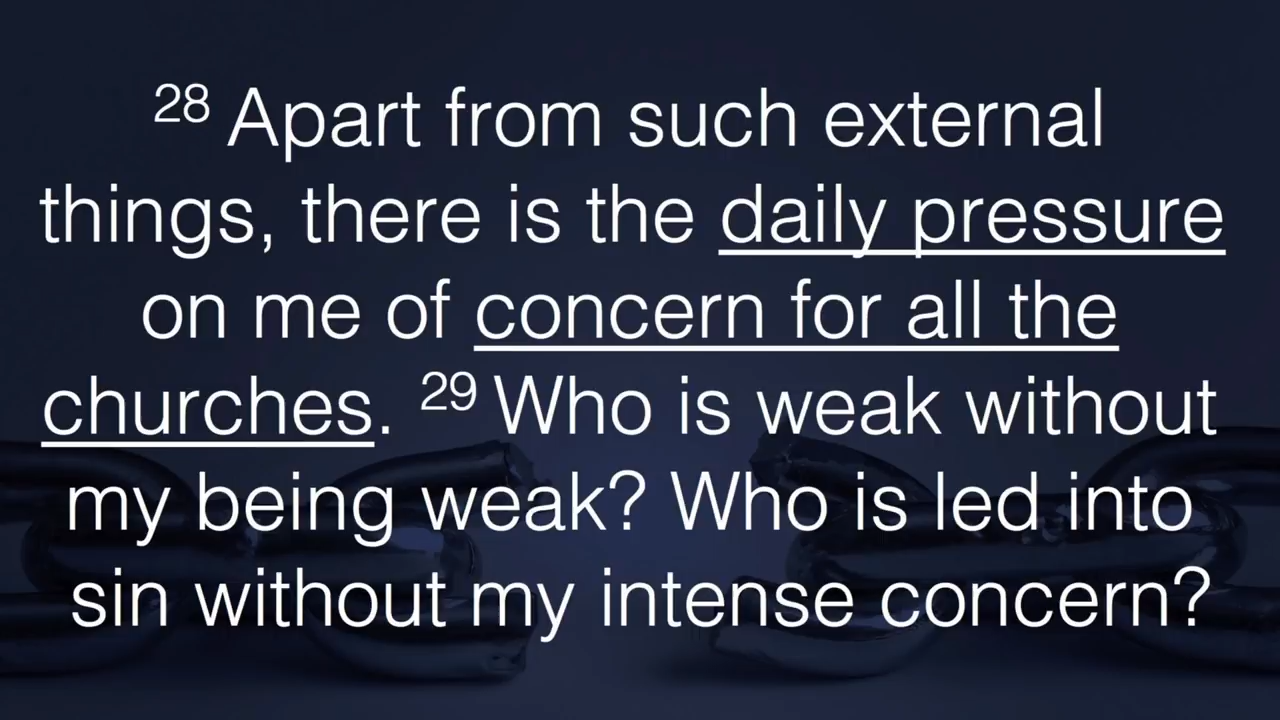 28 Apart from such external
things, there is the daily pressure
on me of concern for all the
churches. 29 Who is weak without
my being weak? Who is led into
sin without my intense concern?